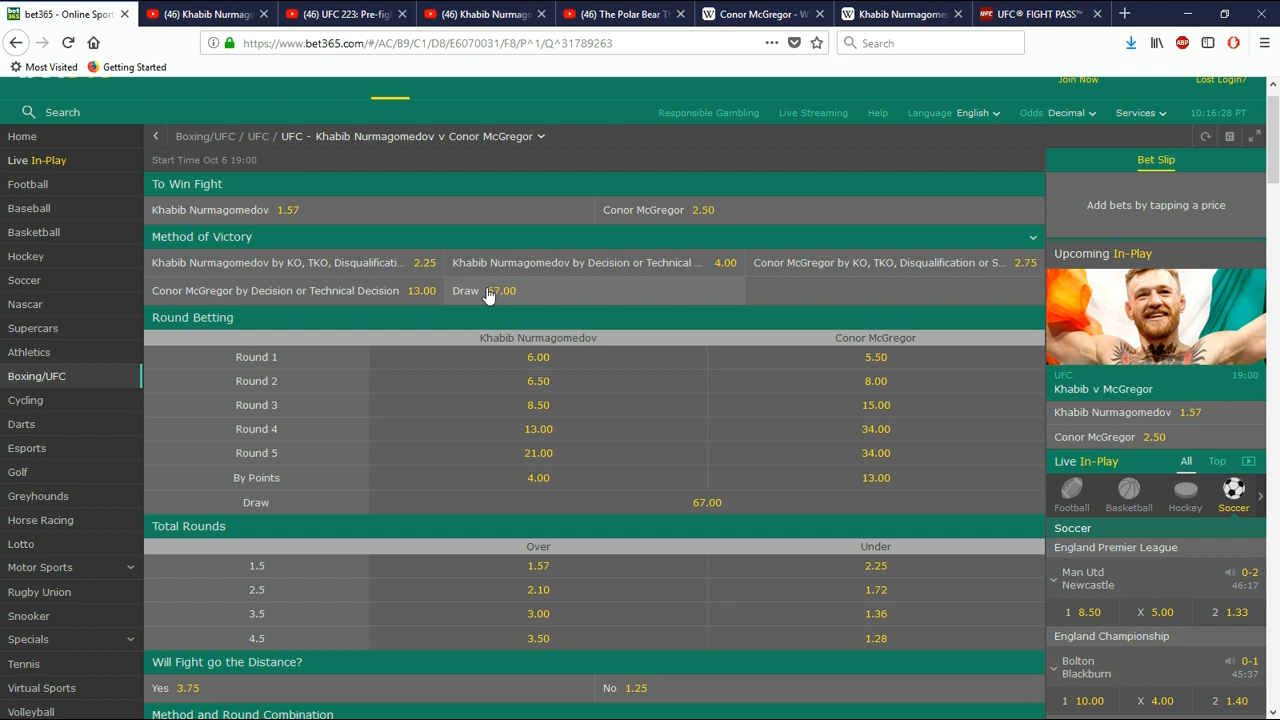 bet365 - Online Sport
(46) Khabib Nurmago
(46) UFC 223: Pre-fig
(46) Khabib Nurmago
(46) The Polar Bear T
Conor McGregor - W
Khabib Nurmagomed
UFC® FIGHT PASS™
https://www.bet365.com/#/AC/B9/C1/D8/E6070031/F8/P^1/Q^31789263
Search
Most Visited
Getting Started
Join Now
Lost Login?
Search
Responsible Gambling
Live Streaming
Help
Language English
Odds Decimal
Services
10:16:28 PT
Home
Live In-Play
Football
Baseball
Basketball
Hockey
Soccer
Nascar
Supercars
Athletics
Boxing/UFC
Cycling
Darts
Esports
Golf
Greyhounds
Horse Racing
Lotto
Motor Sports
Rugby Union
Snooker
Specials
Tennis
Virtual Sports
Volleyball
Boxing/UFC / UFC / UFC - Khabib Nurmagomedov v Conor McGregor
Start Time Oct 6 19:00
To Win Fight
Khabib Nurmagomedov 1.57
Conor McGregor 2.50
Method of Victory
Khabib Nurmagomedov by KO, TKO, Disqualificati... 2.25
Khabib Nurmagomedov by Decision or Technical ... 4.00
Conor McGregor by KO, TKO, Disqualification or S... 2.75
Conor McGregor by Decision or Technical Decision 13.00
Draw 67.00
Round Betting
Khabib Nurmagomedov Conor McGregor
Round 1 6.00 5.50
Round 2 6.50 8.00
Round 3 8.50 15.00
Round 4 13.00 34.00
Round 5 21.00 34.00
By Points 4.00 13.00
Draw 67.00
Total Rounds
Over Under
1.5 1.57 2.25
2.5 2.10 1.72
3.5 3.00 1.36
4.5 3.50 1.28
Will Fight go the Distance?
Yes 3.75
No 1.25
Method and Round Combination
Bet Slip
Add bets by tapping a price
Upcoming In-Play
UFC 19:00
Khabib v McGregor
Khabib Nurmagomedov 1.57
Conor McGregor 2.50
Live In-Play
All
Top
Football
Basketball
Hockey
Soccer
Soccer
England Premier League
Man Utd 0-2
Newcastle 46:17
1 8.50 X 5.00 2 1.33
England Championship
Bolton 0-1
Blackburn 45:37
1 10.00 X 4.00 2 1.40